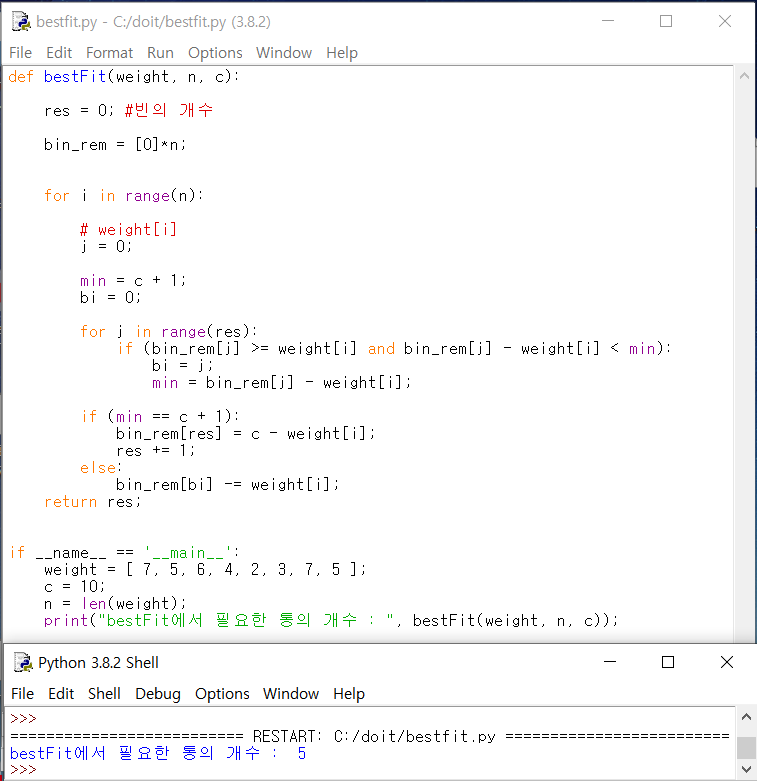 bestfit.py - C:/doit/bestfit.py (3.8.2)
File Edit Format Run Options Window Help
def bestFit(weight, n, c):
res = 0; #빈의 개수
bin_rem = [0]*n;
for i in range(n):
# weight[i]
j = 0;
min = c + 1;
bi = 0;
for j in range(res):
if (bin_rem[j] >= weight[i] and bin_rem[j] - weight[i] < min):
bi = j;
min = bin_rem[j] - weight[i];
if (min == c + 1):
bin_rem[res] = c - weight[i];
res += 1;
else:
bin_rem[bi] -= weight[i];
return res;
if __name__ == '__main__':
weight = [ 7, 5, 6, 4, 2, 3, 7, 5 ];
c = 10;
n = len(weight);
print("bestFit에서 필요한 통의 개수 : ", bestFit(weight, n, c));
Python 3.8.2 Shell
File Edit Shell Debug Options Window Help
>>>
========================== RESTART: C:/doit/bestfit.py =========================
bestFit에서 필요한 통의 개수 :  5
>>>